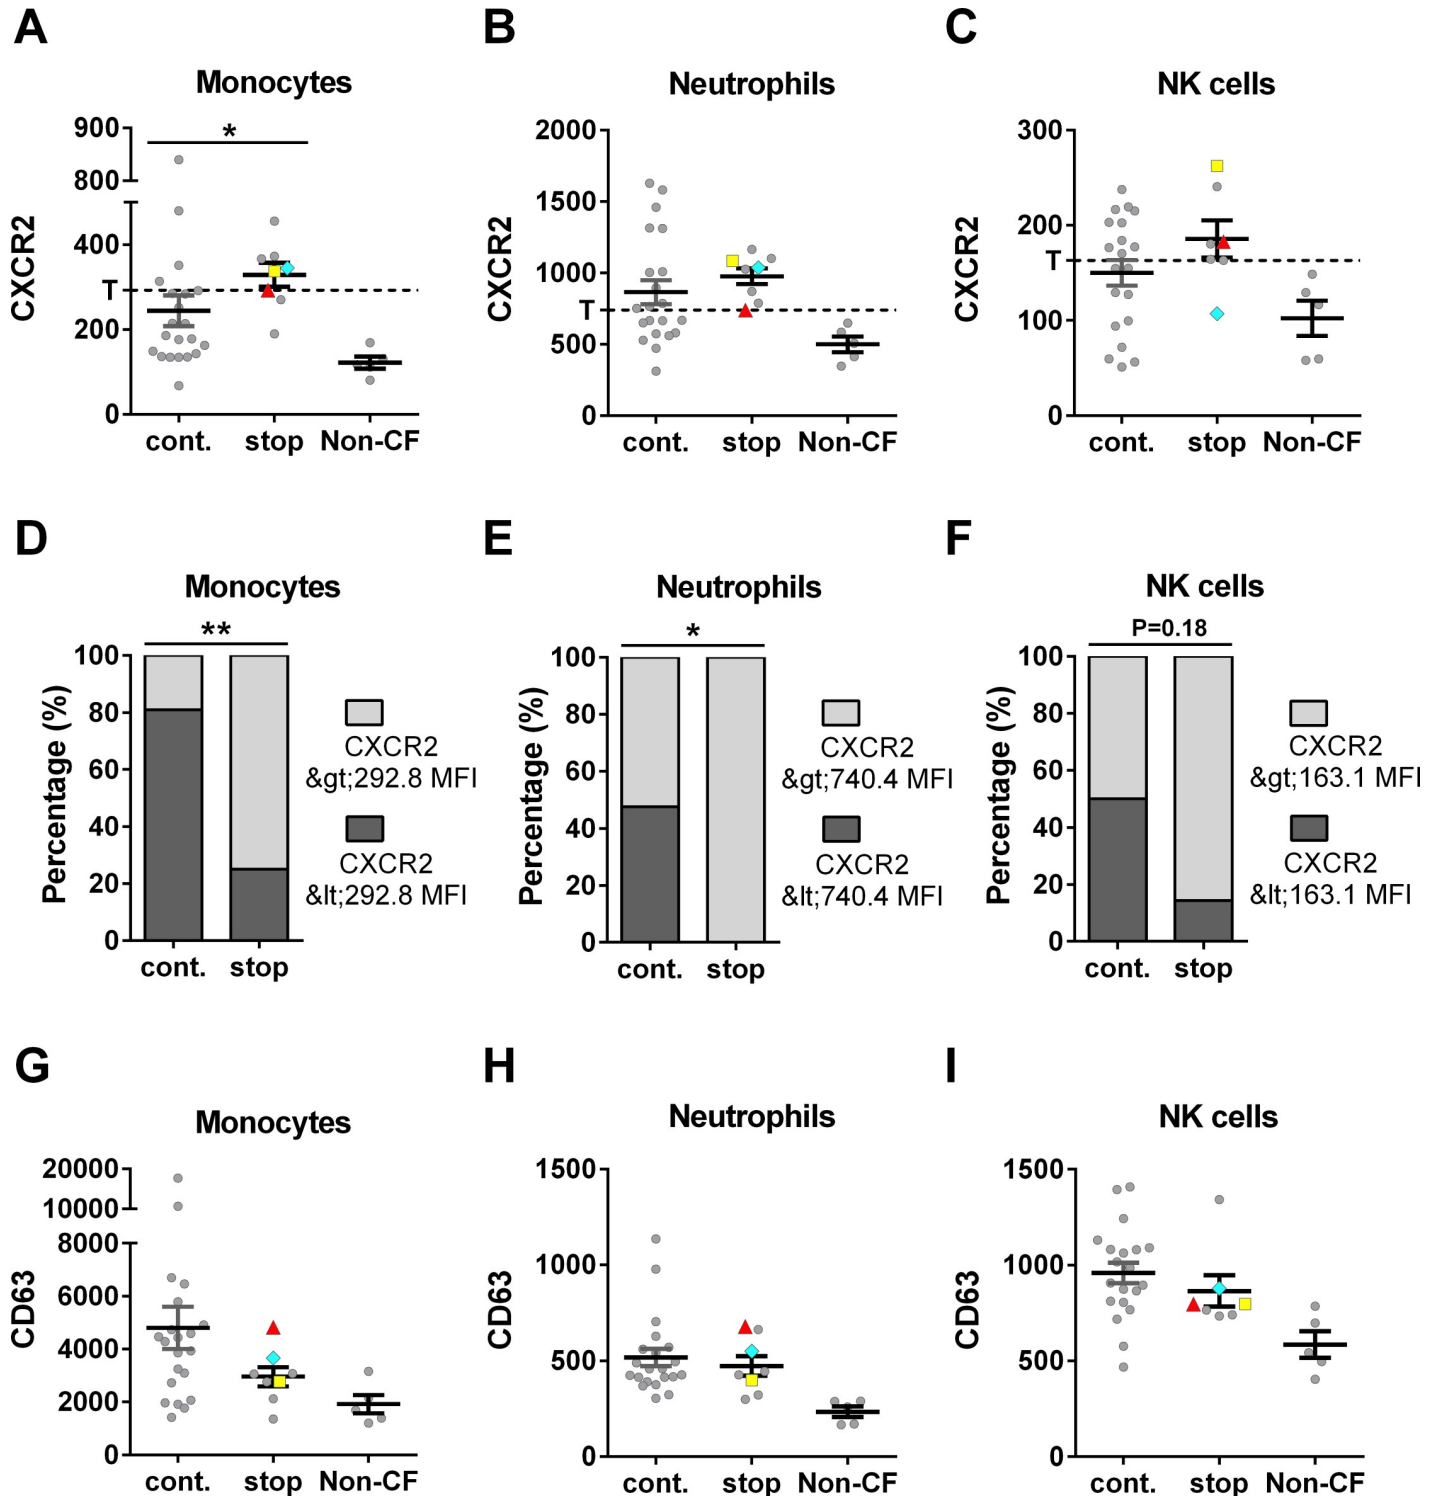 A
B
C
Monocytes
Neutrophils
NK cells
CXCR2
900
800
400
T
200
0
*
cont.
stop
Non-CF
CXCR2
2000
1500
1000
T
500
0
cont.
stop
Non-CF
CXCR2
300
200
T
100
0
cont.
stop
Non-CF
D
E
F
Monocytes
Neutrophils
NK cells
**
Percentage (%)
100
80
60
40
20
0
cont.
stop
CXCR2
&gt;292.8 MFI
CXCR2
&lt;292.8 MFI
*
Percentage (%)
100
80
60
40
20
0
cont.
stop
CXCR2
&gt;740.4 MFI
CXCR2
&lt;740.4 MFI
P=0.18
Percentage (%)
100
80
60
40
20
0
cont.
stop
CXCR2
&gt;163.1 MFI
CXCR2
&lt;163.1 MFI
G
H
I
Monocytes
Neutrophils
NK cells
CD63
20000
10000
8000
6000
4000
2000
0
cont.
stop
Non-CF
CD63
1500
1000
500
0
cont.
stop
Non-CF
CD63
1500
1000
500
0
cont.
stop
Non-CF